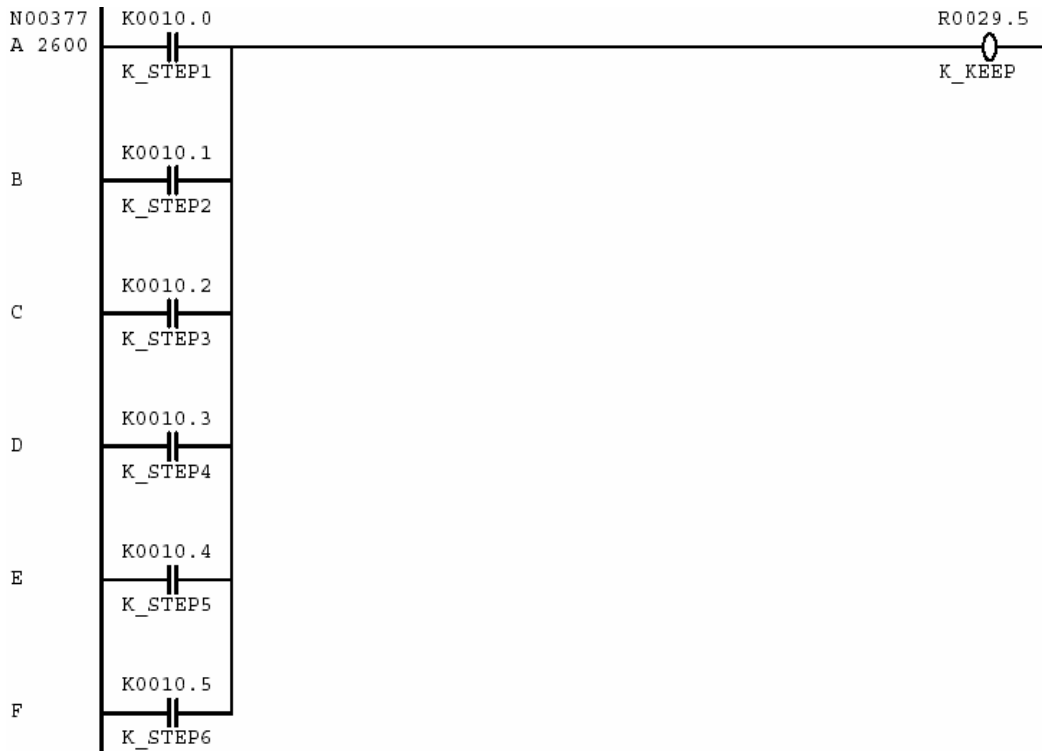 N00377 K0010.0 R0029.5
A 2600
K_STEP1 K_KEEP
K0010.1
B
K_STEP2
K0010.2
C
K_STEP3
K0010.3
D
K_STEP4
K0010.4
E
K_STEP5
K0010.5
F
K_STEP6